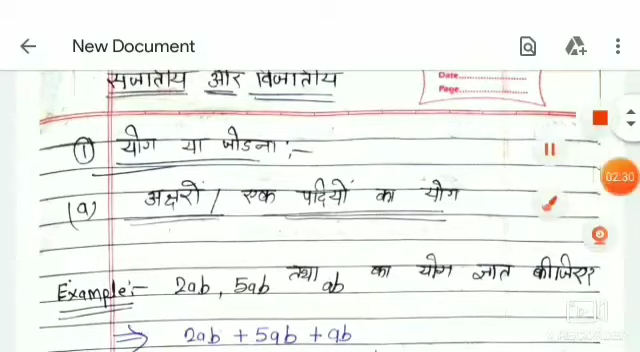 New Document
सजातीय और विजातीय
Date
Page
① योग या जोडना :-
(a) अक्षरों / एक पदियों का योग
02:30
Example:- 2ab, 5ab तथा ab का योग ज्ञात कीजिए?
⇒ 2ab + 5ab + ab